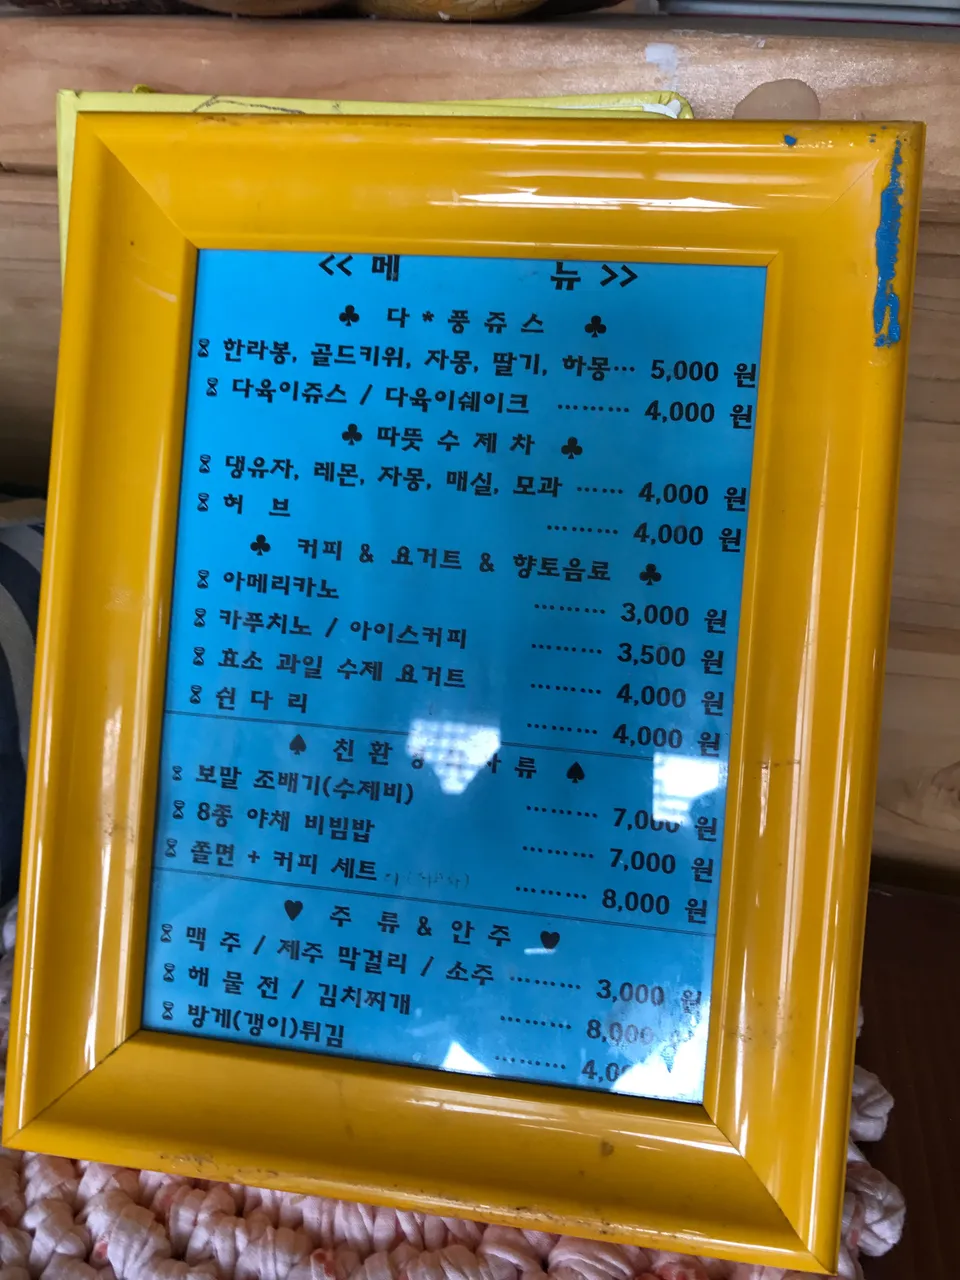 << 메 뉴 >>
♣ 다 * 풍 쥬 스 ♣
한라봉, 골드키위, 자몽, 딸기, 하몽… 5,000 원
다육이쥬스 / 다육이쉐이크 ……… 4,000 원
♣ 따뜻 수 제 차 ♣
댕유자, 레몬, 자몽, 매실, 모과 …… 4,000 원
허 브 ……… 4,000 원
♣ 커피 & 요거트 & 향토음료 ♣
아메리카노 ……… 3,000 원
카푸치노 / 아이스커피 ……… 3,500 원
효소 과일 수제 요거트 ……… 4,000 원
쉰 다 리 ……… 4,000 원
♠ 친 환 류 ♠
보말 조배기(수제비) ……… 7,000 원
8종 야채 비빔밥 ……… 7,000 원
쫄면 + 커피 세트 ……… 8,000 원
♥ 주 류 & 안 주 ♥
맥 주 / 제주 막걸리 / 소주 ……… 3,000 원
해 물 전 / 김치찌개 ……… 8,000
방게(갱이)튀김 ………